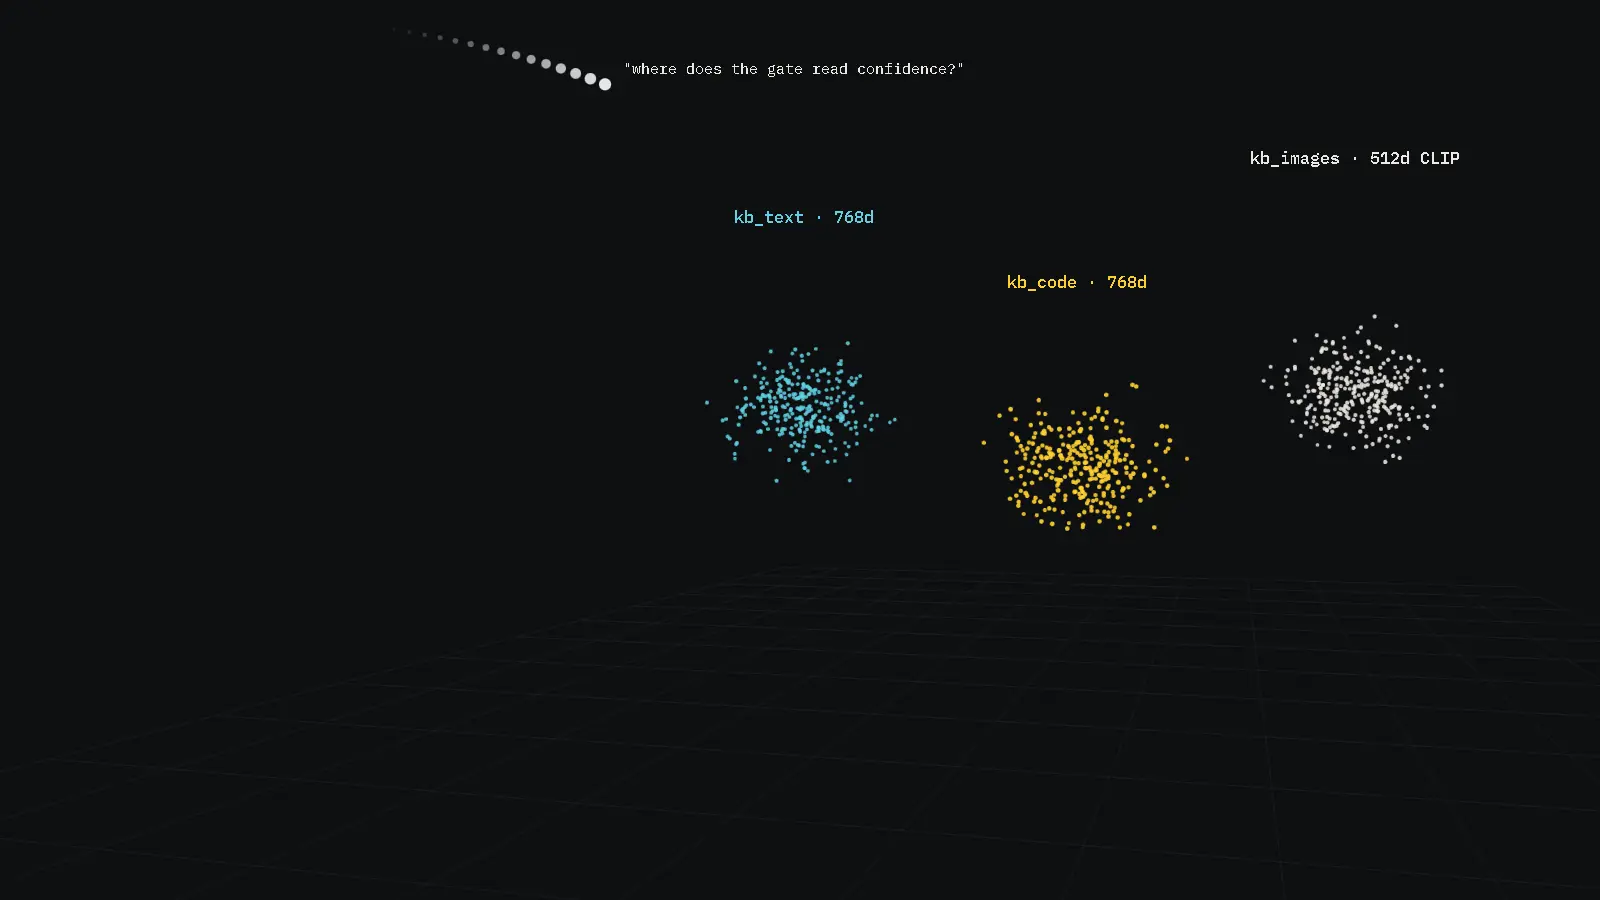 "where does the gate read confidence?"
kb_images · 512d CLIP
kb_text · 768d
kb_code · 768d